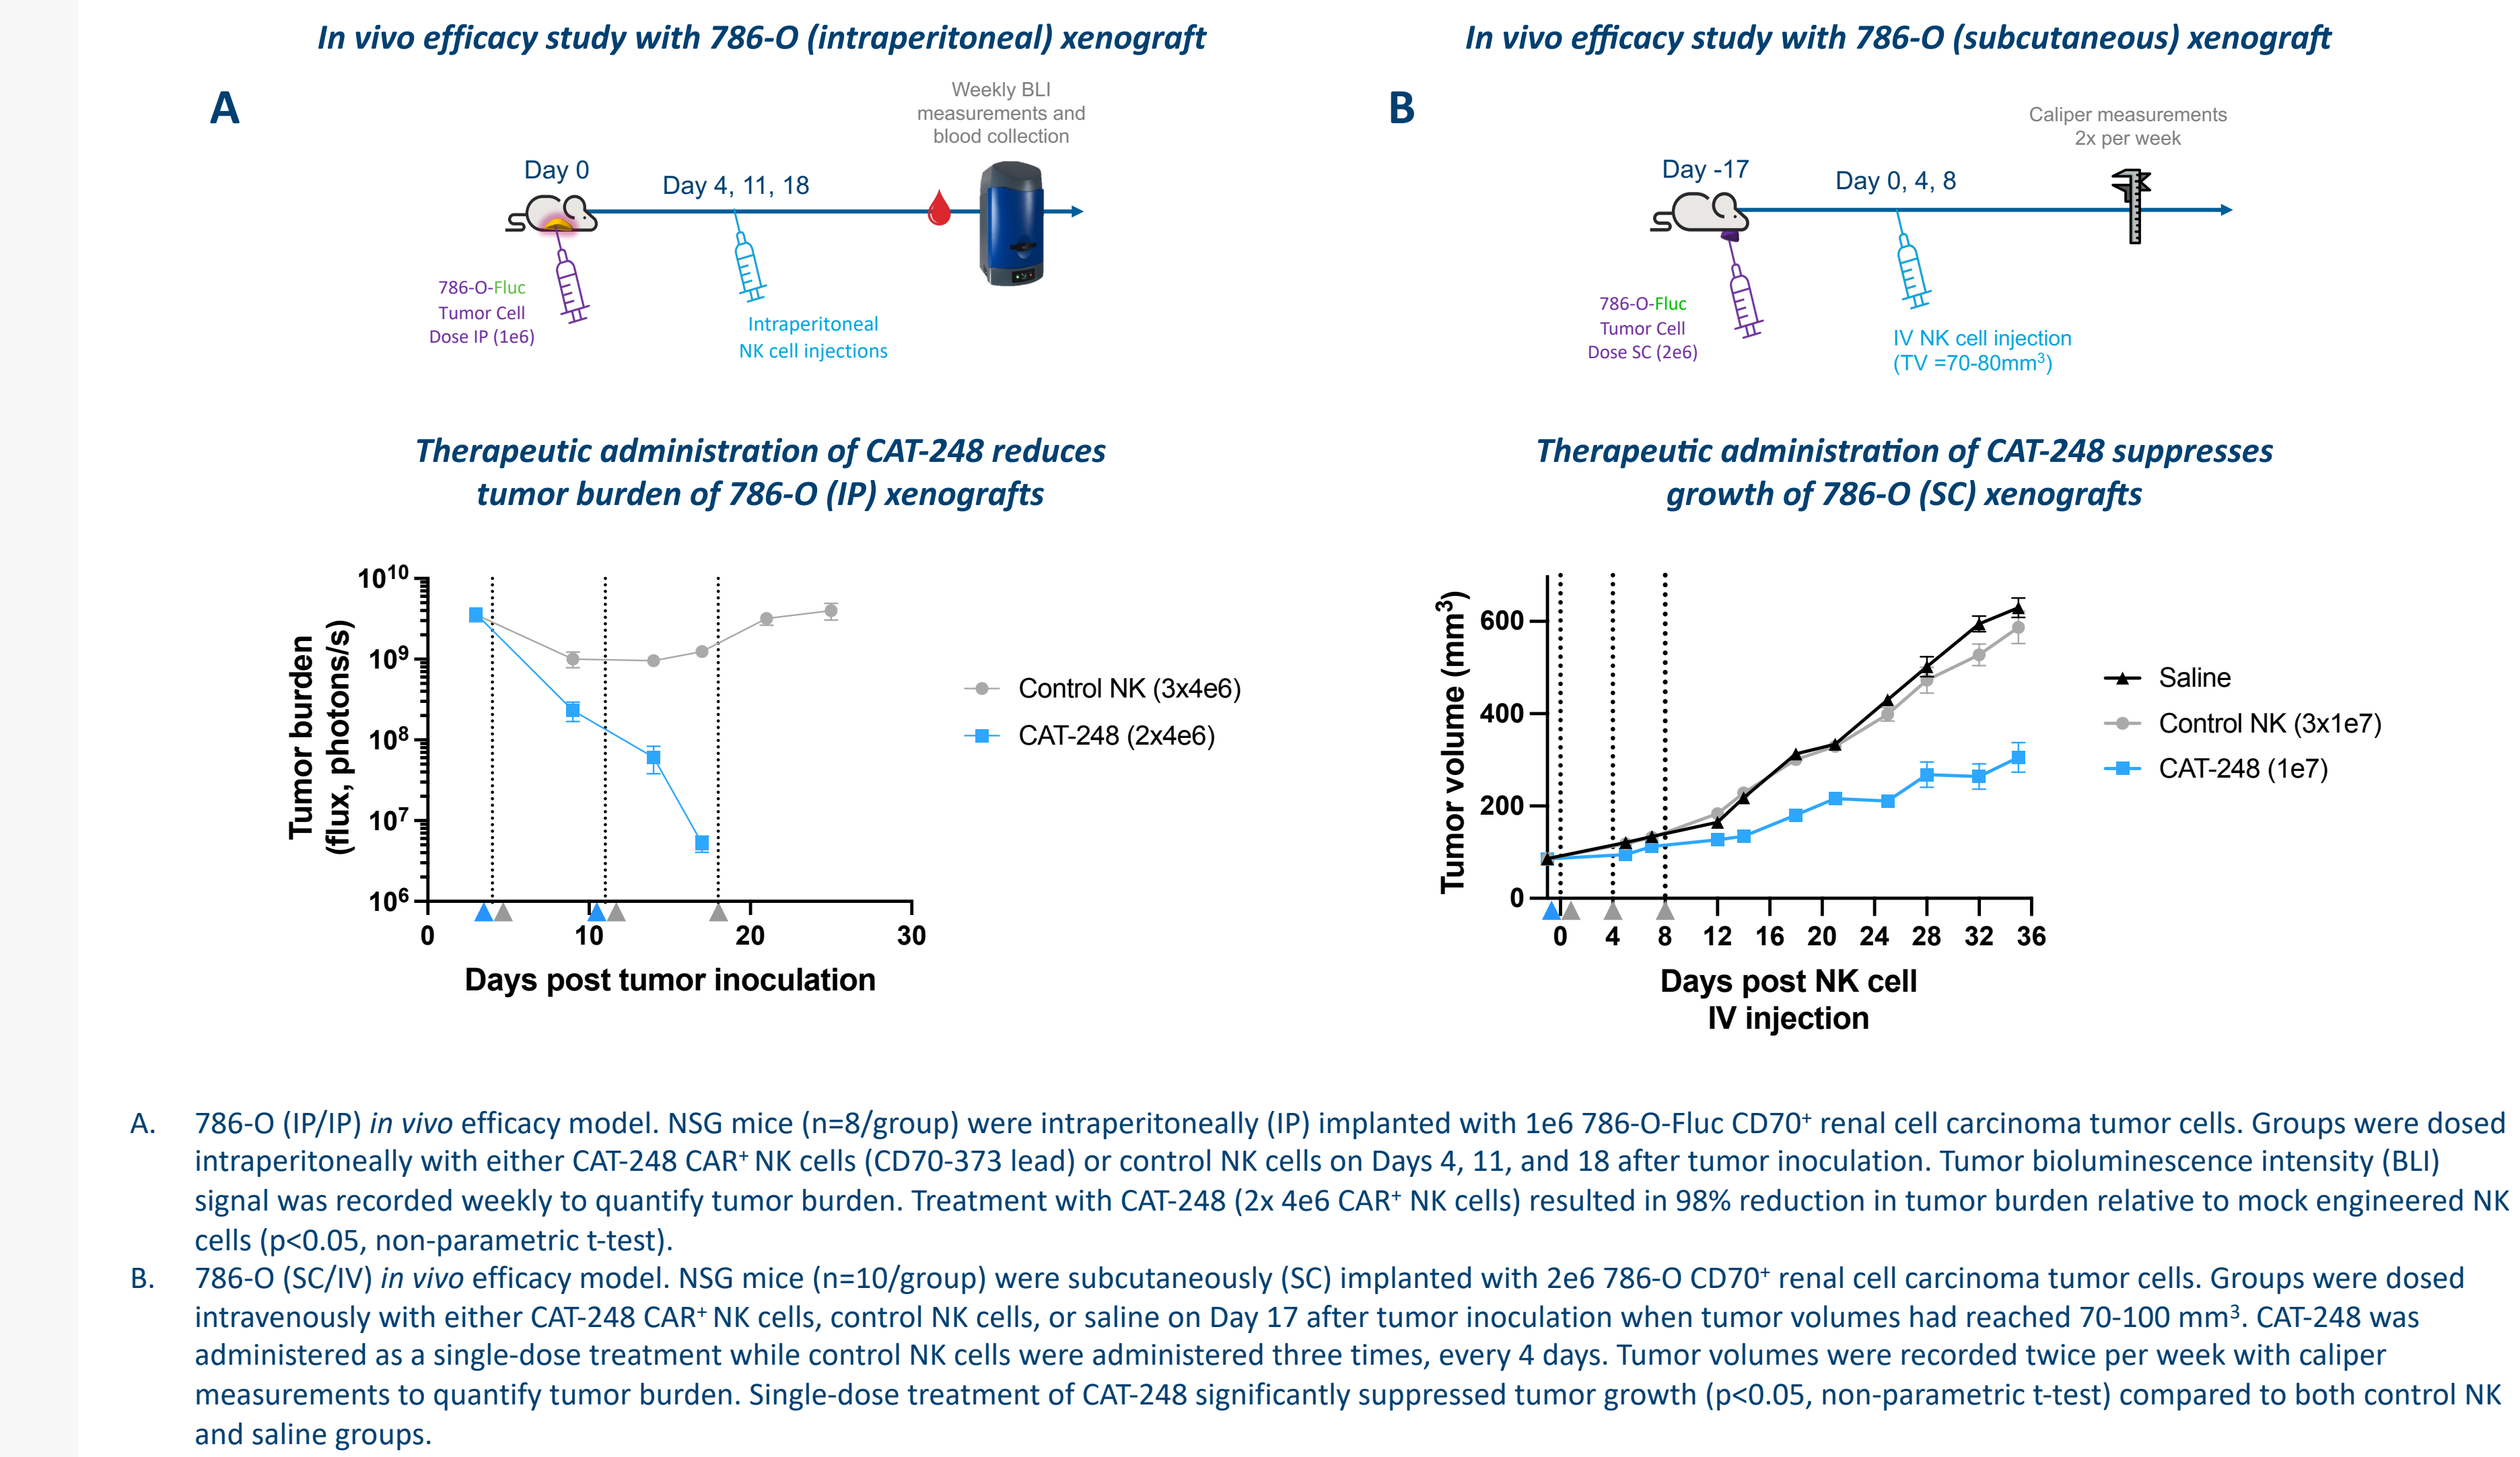 In vivo efficacy study with 786-O (intraperitoneal) xenograft
A
Weekly BLI
measurements and
blood collection
Day 0
Day 4, 11, 18
786-O-Fluc
Tumor Cell
Dose IP (1e6)
Intraperitoneal
NK cell injections
Therapeutic administration of CAT-248 reduces
tumor burden of 786-O (IP) xenografts
Tumor burden
(flux, photons/s)
10¹⁰
10⁹
10⁸
10⁷
10⁶
0
10
20
30
Days post tumor inoculation
Control NK (3x4e6)
CAT-248 (2x4e6)
In vivo efficacy study with 786-O (subcutaneous) xenograft
B
Caliper measurements
2x per week
Day -17
Day 0, 4, 8
786-O-Fluc
Tumor Cell
Dose SC (2e6)
IV NK cell injection
(TV =70-80mm³)
Therapeutic administration of CAT-248 suppresses
growth of 786-O (SC) xenografts
Tumor volume (mm³)
600
400
200
0
0 4 8 12 16 20 24 28 32 36
Days post NK cell
IV injection
Saline
Control NK (3x1e7)
CAT-248 (1e7)
A. 786-O (IP/IP) in vivo efficacy model. NSG mice (n=8/group) were intraperitoneally (IP) implanted with 1e6 786-O-Fluc CD70⁺ renal cell carcinoma tumor cells. Groups were dosed
intraperitoneally with either CAT-248 CAR⁺ NK cells (CD70-373 lead) or control NK cells on Days 4, 11, and 18 after tumor inoculation. Tumor bioluminescence intensity (BLI)
signal was recorded weekly to quantify tumor burden. Treatment with CAT-248 (2x 4e6 CAR⁺ NK cells) resulted in 98% reduction in tumor burden relative to mock engineered NK
cells (p<0.05, non-parametric t-test).
B. 786-O (SC/IV) in vivo efficacy model. NSG mice (n=10/group) were subcutaneously (SC) implanted with 2e6 786-O CD70⁺ renal cell carcinoma tumor cells. Groups were dosed
intravenously with either CAT-248 CAR⁺ NK cells, control NK cells, or saline on Day 17 after tumor inoculation when tumor volumes had reached 70-100 mm³. CAT-248 was
administered as a single-dose treatment while control NK cells were administered three times, every 4 days. Tumor volumes were recorded twice per week with caliper
measurements to quantify tumor burden. Single-dose treatment of CAT-248 significantly suppressed tumor growth (p<0.05, non-parametric t-test) compared to both control NK
and saline groups.